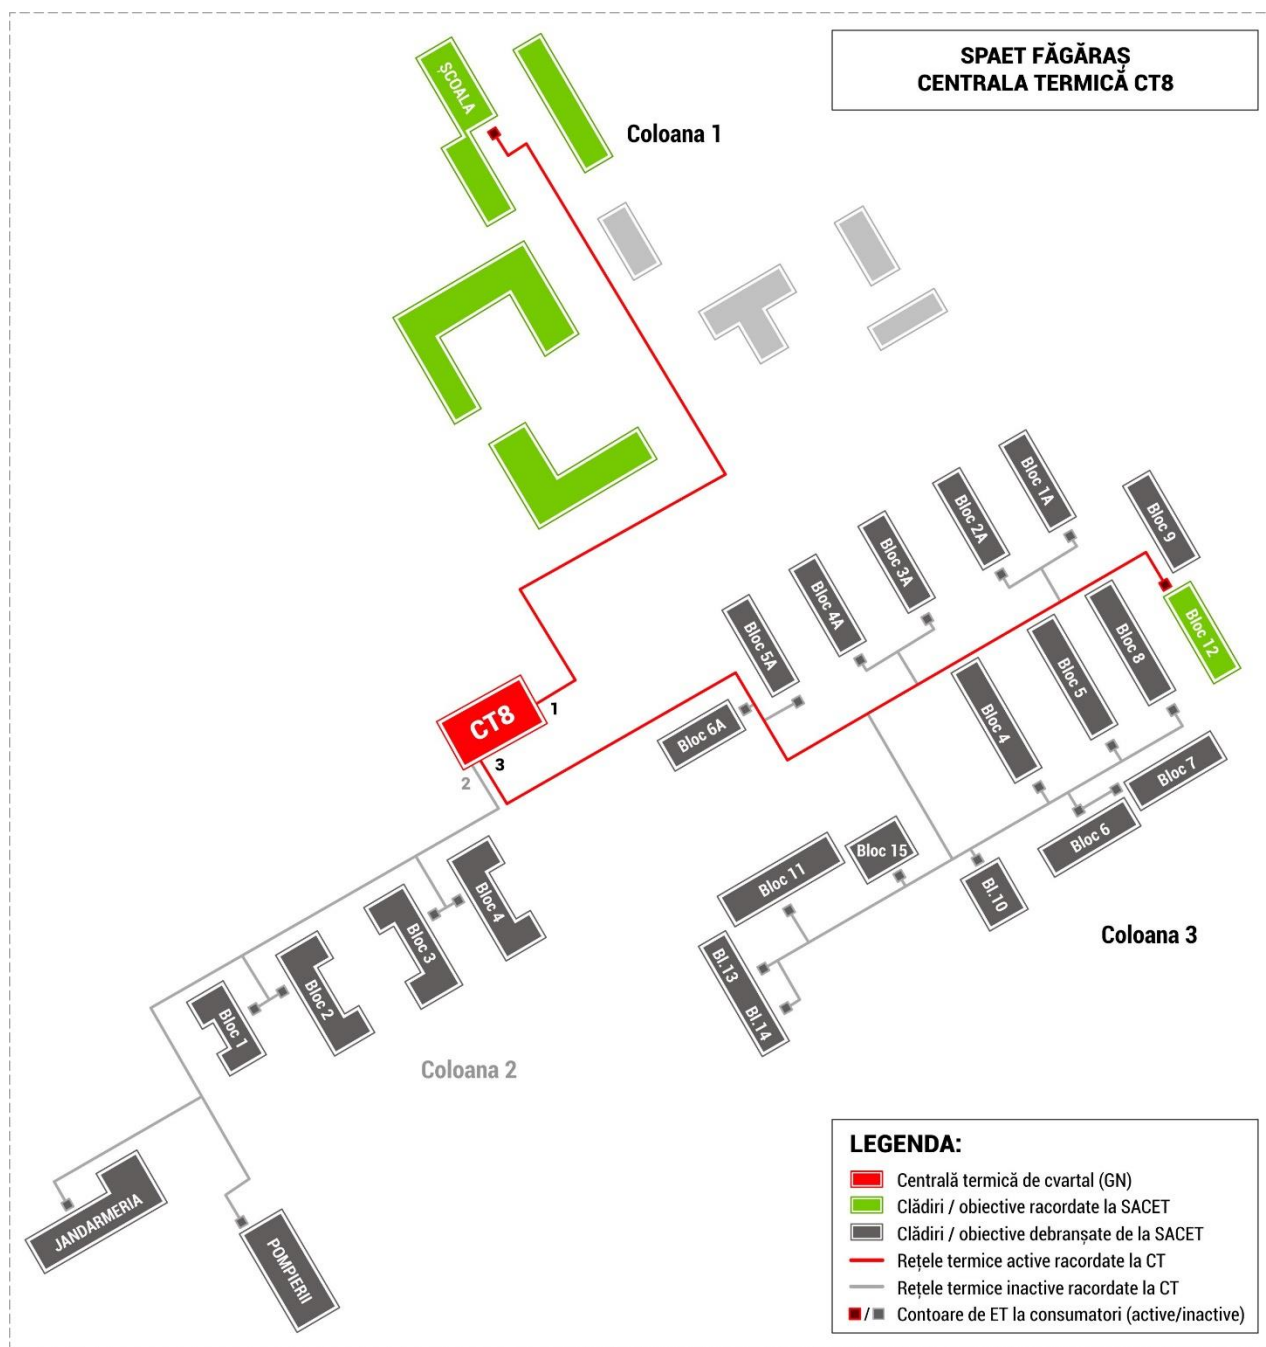 SPAET FĂGĂRAȘ
CENTRALA TERMICĂ CT8
ȘCOALA
Coloana 1
Bloc 1A
Bloc 2A
Bloc 9
Bloc 3A
Bloc 4A
Bloc 5A
Bloc 12
Bloc 8
Bloc 5
Bloc 4
Bloc 6A
CT8
1
3
2
Bloc 7
Bloc 6
Bloc 15
Bloc 11
Bl.10
Bloc 4
Bloc 3
Coloana 3
Bl.13
Bl.14
Bloc 2
Bloc 1
Coloana 2
JANDARMERIA
POMPIERII
LEGENDA:
Centrală termică de cvartal (GN)
Clădiri / obiective racordate la SACET
Clădiri / obiective debranșate de la SACET
Rețele termice active racordate la CT
Rețele termice inactive racordate la CT
/ Contoare de ET la consumatori (active/inactive)